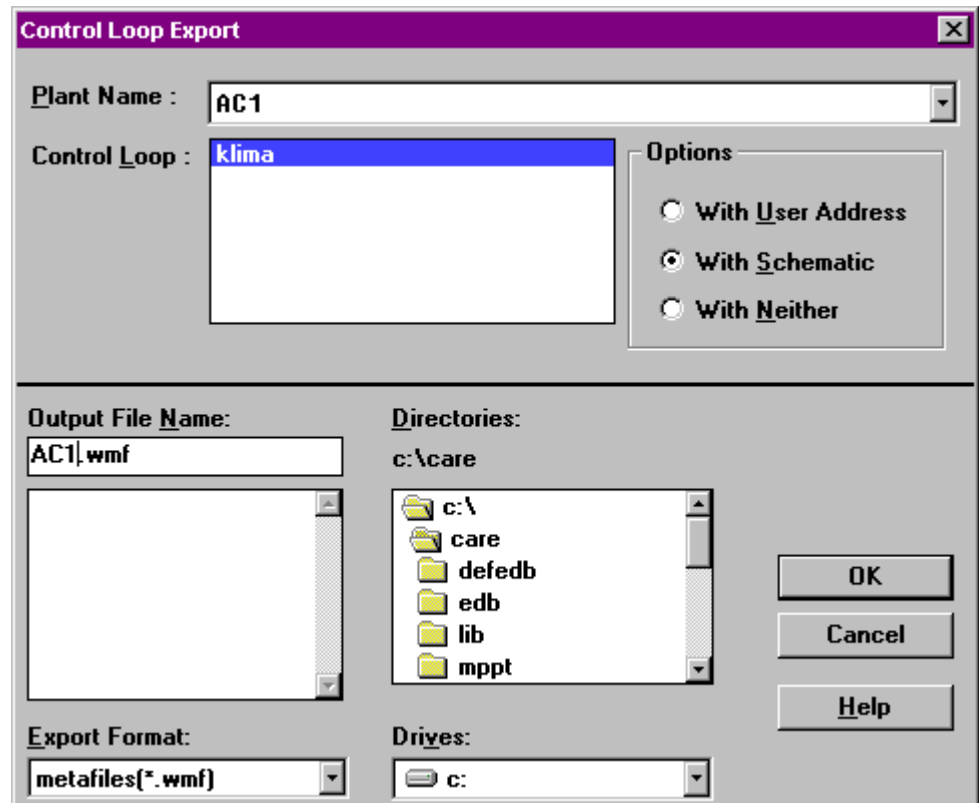 Control Loop Export
Plant Name :
AC1
Control Loop :
klima
Options
With User Address
With Schematic
With Neither
Output File Name:
AC1.wmf
Directories:
c:\care
c:\
care
defedb
edb
lib
mppt
OK
Cancel
Help
Export Format:
metafiles(*.wmf)
Drives:
c: